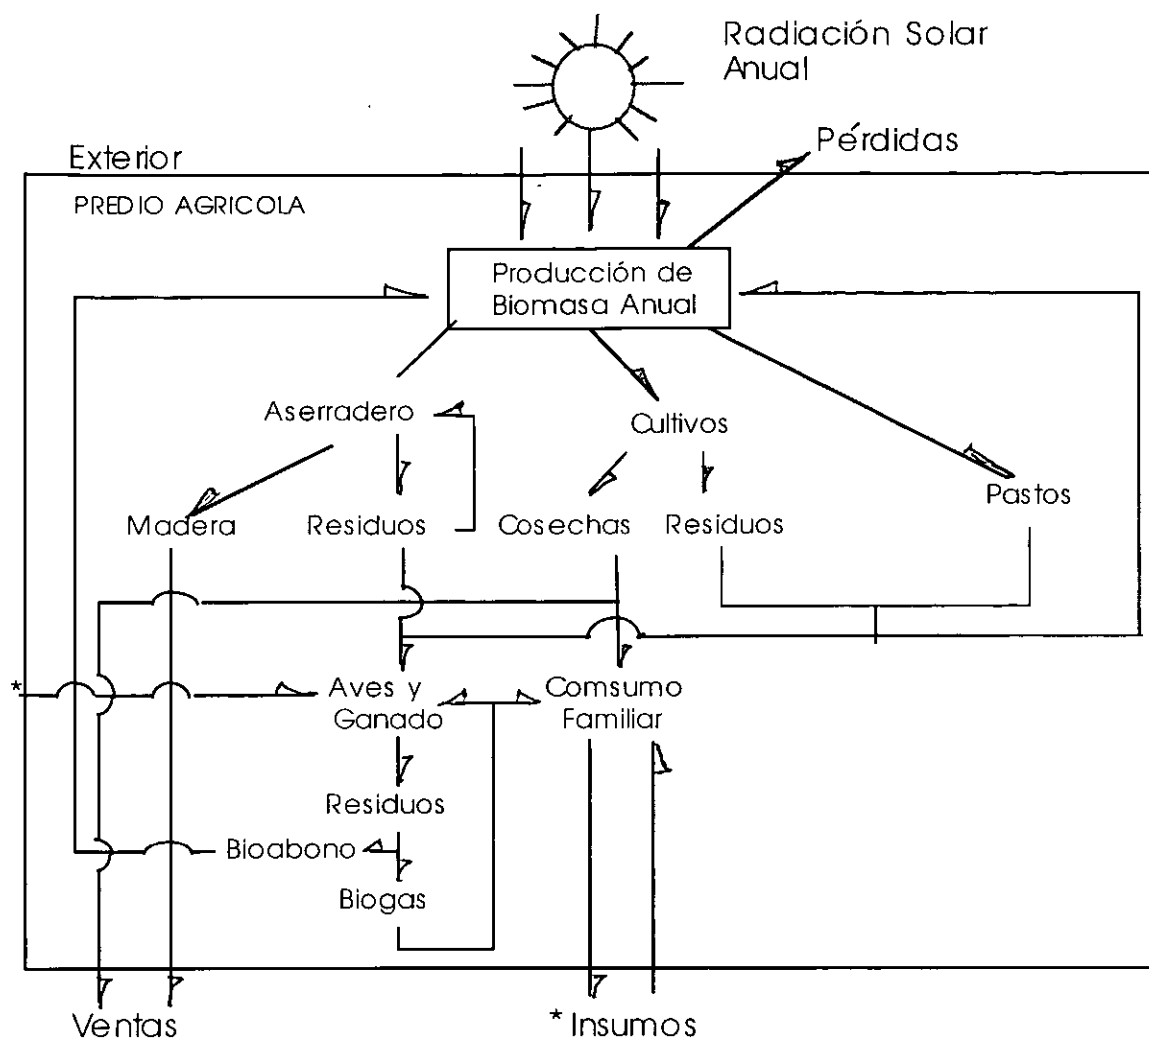 Radiación Solar
Anual
Pérdidas
Exterior
PREDIO AGRICOLA
Producción de
Biomasa Anual
Aserradero
Cultivos
Pastos
Madera
Residuos
Cosechas
Residuos
*
Aves y
Ganado
Comsumo
Familiar
Residuos
Bioabono
Biogas
Ventas
* Insumos